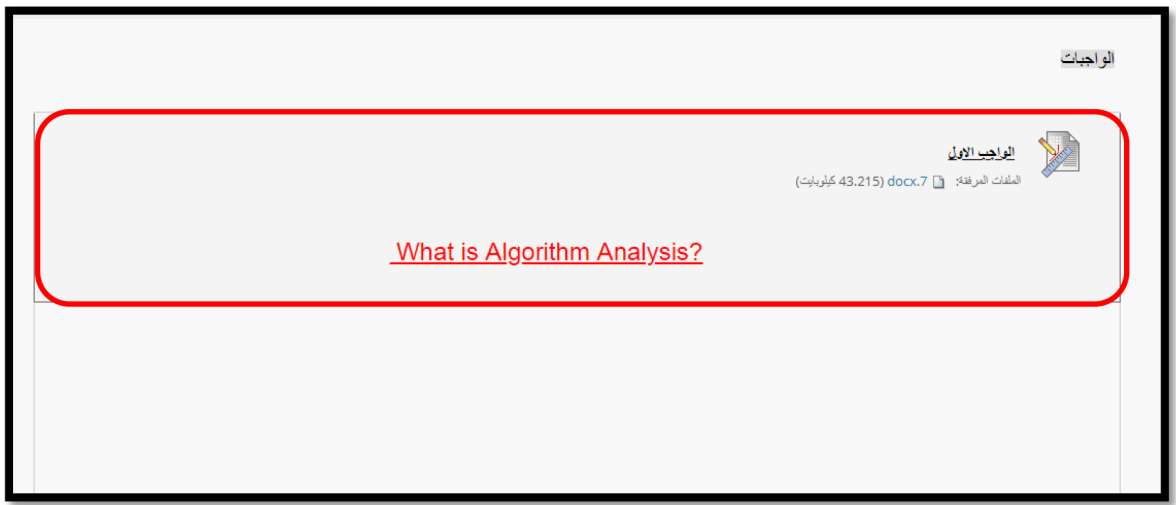 الواجبات
الواجب الاول
الملفات المرفقة: docx.7 (43.215 كيلوبايت)
What is Algorithm Analysis?